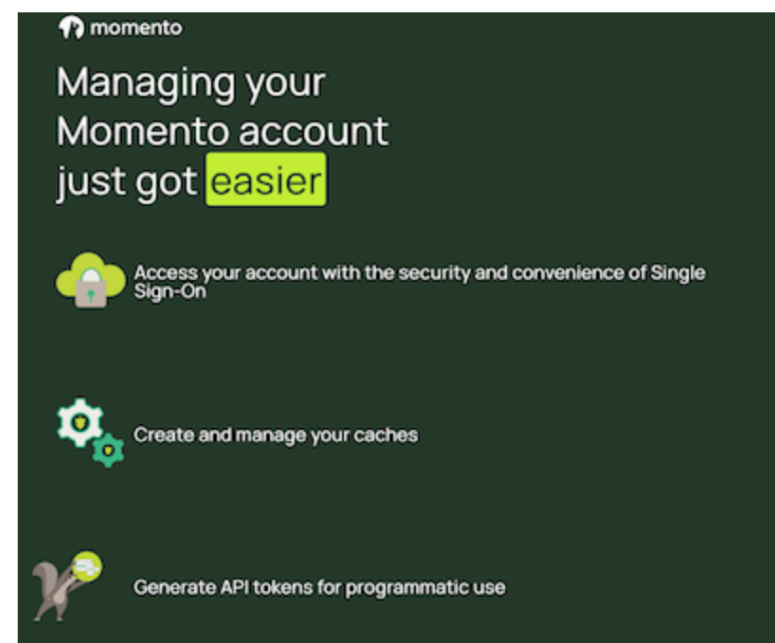 momento
Managing your
Momento account
just got easier
Access your account with the security and convenience of Single
Sign-On
Create and manage your caches
Generate API tokens for programmatic use